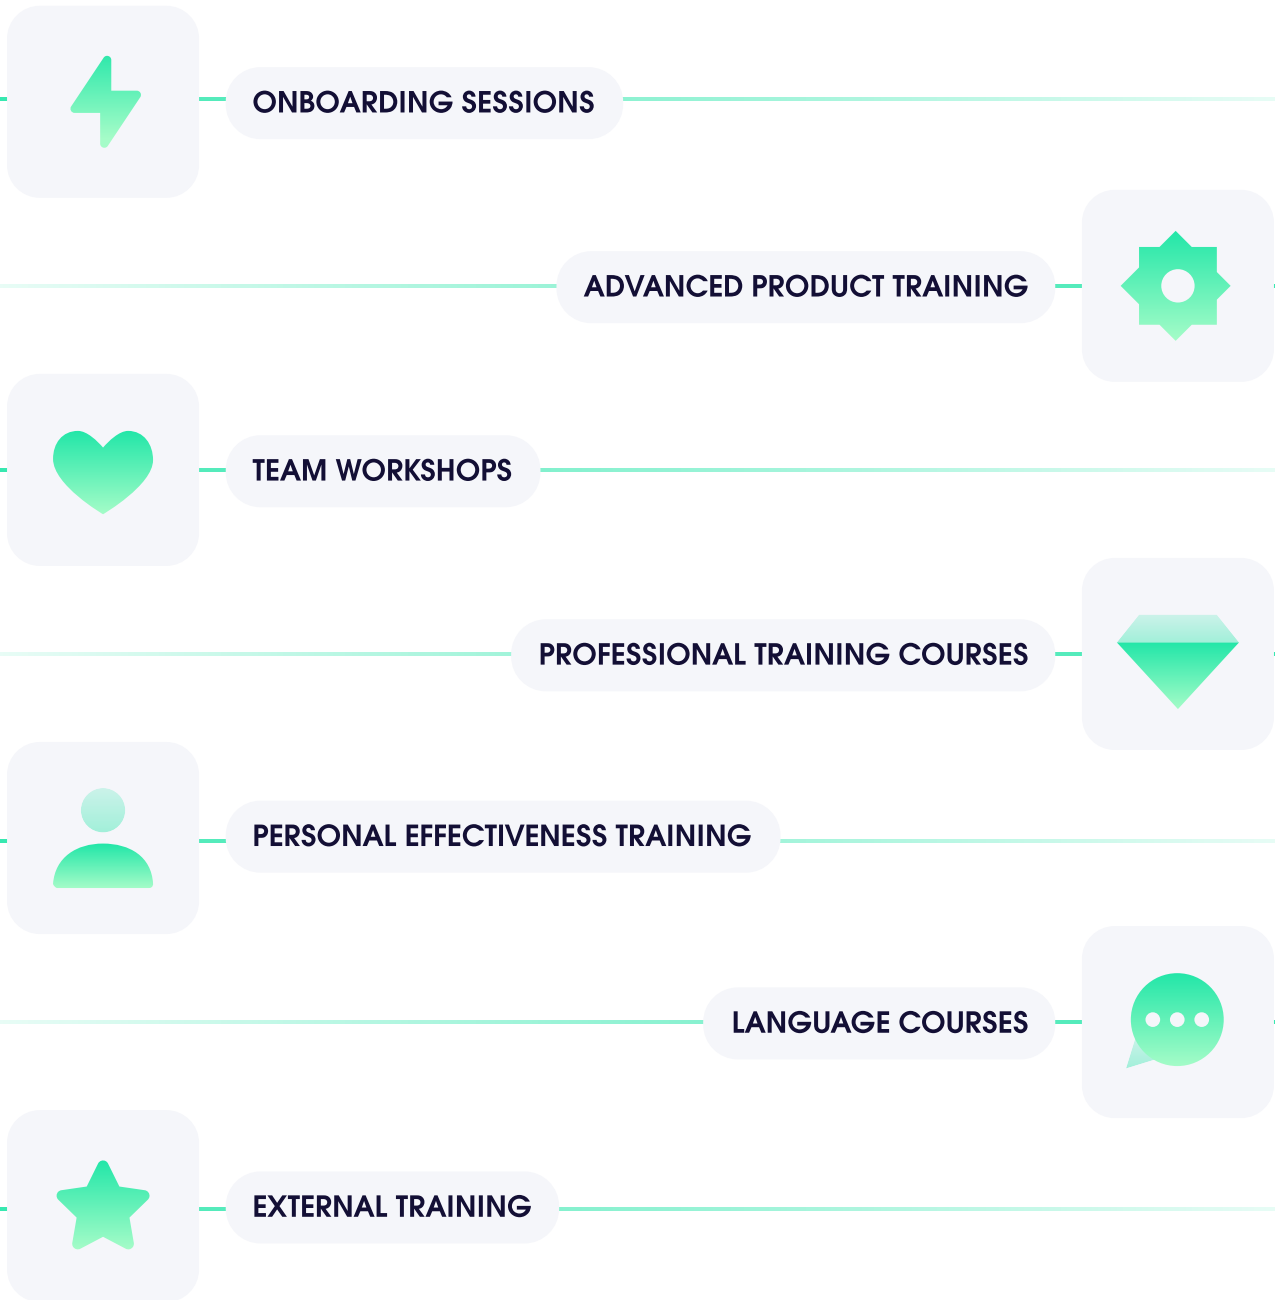 ONBOARDING SESSIONS
ADVANCED PRODUCT TRAINING
TEAM WORKSHOPS
PROFESSIONAL TRAINING COURSES
PERSONAL EFFECTIVENESS TRAINING
LANGUAGE COURSES
EXTERNAL TRAINING